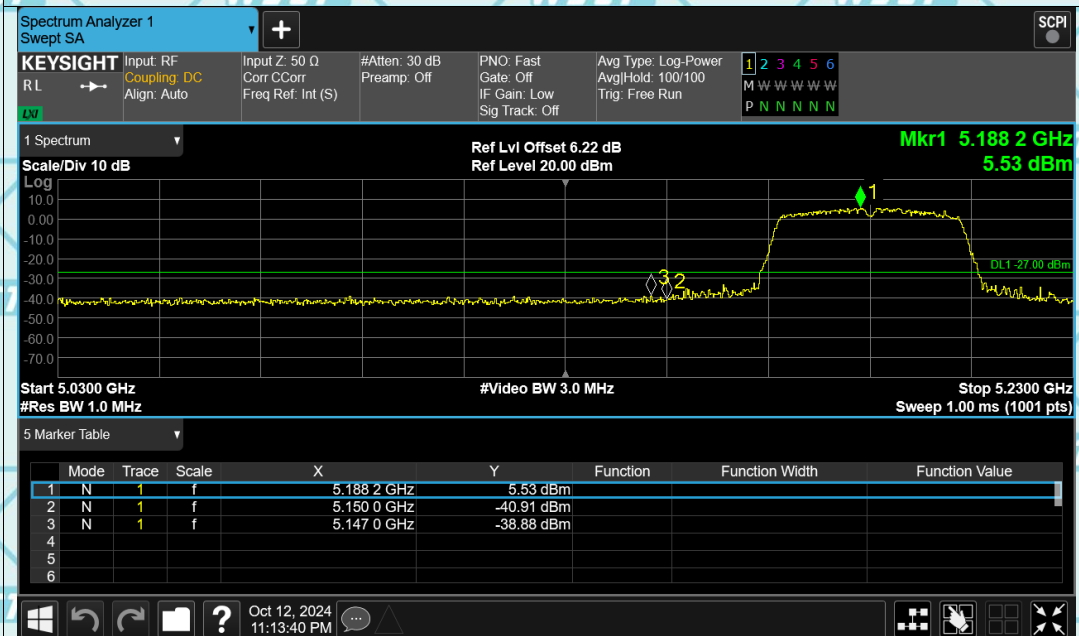 Spectrum Analyzer 1
Swept SA
SCPI
KEYSIGHT
RL
LXI
Input: RF
Coupling: DC
Align: Auto
Input Z: 50 Ω
Corr CCorr
Freq Ref: Int (S)
#Atten: 30 dB
Preamp: Off
PNO: Fast
Gate: Off
IF Gain: Low
Sig Track: Off
Avg Type: Log-Power
Avg|Hold: 100/100
Trig: Free Run
1 2 3 4 5 6
M W W W W W
P N N N N N
1 Spectrum
Scale/Div 10 dB
Ref Lvl Offset 6.22 dB
Ref Level 20.00 dBm
Mkr1 5.188 2 GHz
5.53 dBm
Log
10.0
0.00
-10.0
-20.0
-30.0
-40.0
-50.0
-60.0
-70.0
1
3
2
DL1 -27.00 dBm
Start 5.0300 GHz
#Video BW 3.0 MHz
Stop 5.2300 GHz
#Res BW 1.0 MHz
Sweep 1.00 ms (1001 pts)
5 Marker Table
Mode Trace Scale X Y Function Function Width Function Value
1 N 1 f 5.188 2 GHz 5.53 dBm
2 N 1 f 5.150 0 GHz -40.91 dBm
3 N 1 f 5.147 0 GHz -38.88 dBm
4
5
6
?
Oct 12, 2024
11:13:40 PM